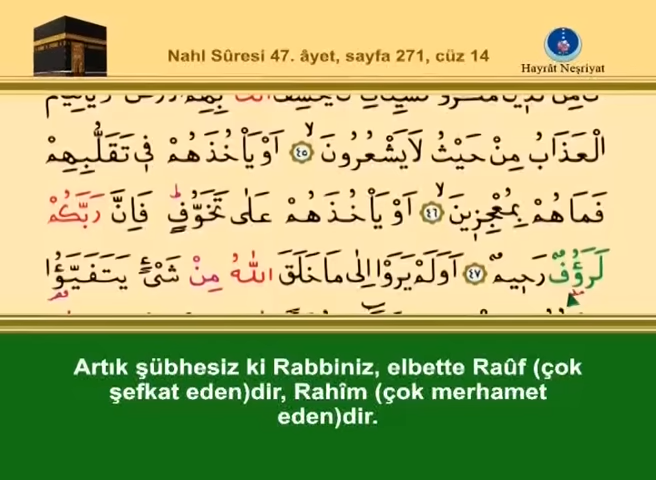 Nahl Sûresi 47. âyet, sayfa 271, cüz 14
Hayrât Neşriyat
الْعَذَابُ مِنْ حَيْثُ لَا يَشْعُرُونَ ﴿٤٥﴾ اَوْ يَاْخُذَهُمْ فٖى تَقَلُّبِهِمْ
فَمَا هُمْ بِمُعْجِزٖينَ ﴿٤٦﴾ اَوْ يَاْخُذَهُمْ عَلٰى تَخَوُّفٍ فَاِنَّ رَبَّكُمْ
لَرَؤُفٌ رَحٖيمٌ ﴿٤٧﴾ اَوَلَمْ يَرَوْا اِلٰى مَا خَلَقَ اللّٰهُ مِنْ شَىْءٍ يَتَفَيَّؤُا
Artık şübhesiz ki Rabbiniz, elbette Raûf (çok
şefkat eden)dir, Rahîm (çok merhamet
eden)dir.